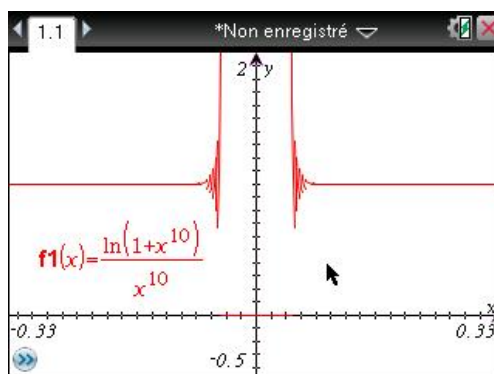 1.1 *Non enregistré
2 y
f1(x)=ln(1+x^10)/x^10
x
-0.33 0.33
-0.5